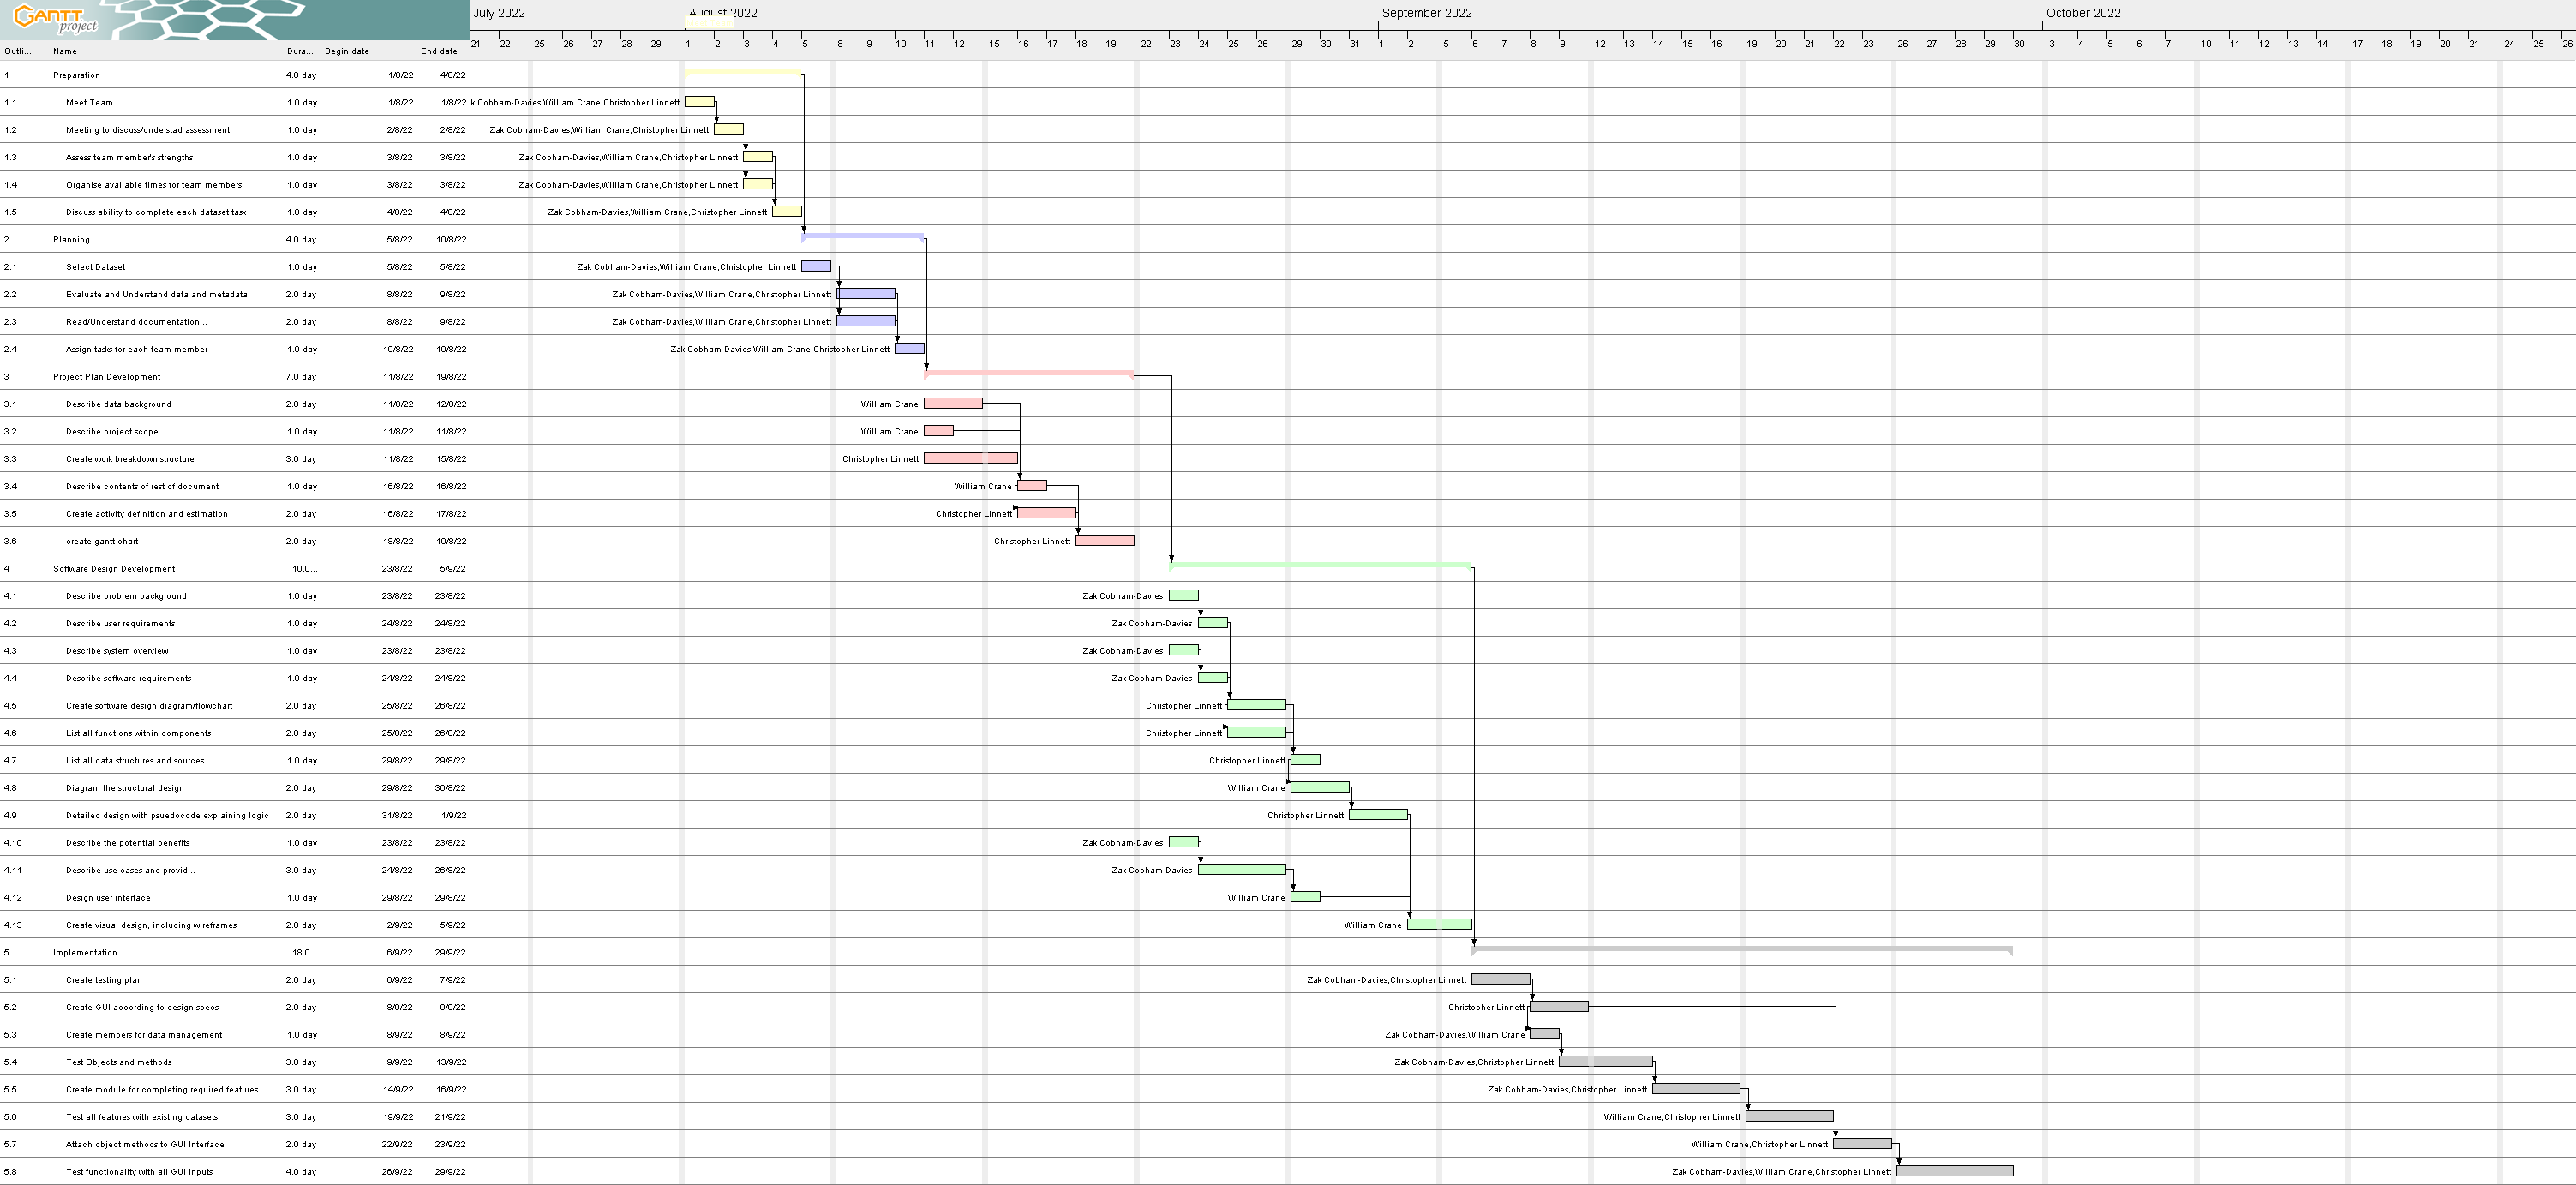 GANTT project
July 2022 August 2022 September 2022 October 2022
Outli... Name Dura... Begin date End date 21 22 25 26 27 28 29 1 2 3 4 5 8 9 10 11 12 15 16 17 18 19 22 23 24 25 26 29 30 31 1 2 5 6 7 8 9 12 13 14 15 16 19 20 21 22 23 26 27 28 29 30 3 4 5 6 7 10 11 12 13 14 17 18 19 20 21 24 25 26
1 Preparation 4.0 day 1/8/22 4/8/22
1.1 Meet Team 1.0 day 1/8/22 1/8/22 Cobham-Davies,William Crane,Christopher Linnett
1.2 Meeting to discuss/understad assessment 1.0 day 2/8/22 2/8/22 Zak Cobham-Davies,William Crane,Christopher Linnett
1.3 Assess team member's strengths 1.0 day 3/8/22 3/8/22 Zak Cobham-Davies,William Crane,Christopher Linnett
1.4 Organise available times for team members 1.0 day 3/8/22 3/8/22 Zak Cobham-Davies,William Crane,Christopher Linnett
1.5 Discuss ability to complete each dataset task 1.0 day 4/8/22 4/8/22 Zak Cobham-Davies,William Crane,Christopher Linnett
2 Planning 4.0 day 5/8/22 10/8/22
2.1 Select Dataset 1.0 day 5/8/22 5/8/22 Zak Cobham-Davies,William Crane,Christopher Linnett
2.2 Evaluate and Understand data and metadata 2.0 day 8/8/22 9/8/22 Zak Cobham-Davies,William Crane,Christopher Linnett
2.3 Read/Understand documentation... 2.0 day 8/8/22 9/8/22 Zak Cobham-Davies,William Crane,Christopher Linnett
2.4 Assign tasks for each team member 1.0 day 10/8/22 10/8/22 Zak Cobham-Davies,William Crane,Christopher Linnett
3 Project Plan Development 7.0 day 11/8/22 19/8/22
3.1 Describe data background 2.0 day 11/8/22 12/8/22 William Crane
3.2 Describe project scope 1.0 day 11/8/22 11/8/22 William Crane
3.3 Create work breakdown structure 3.0 day 11/8/22 15/8/22 Christopher Linnett
3.4 Describe contents of rest of document 1.0 day 16/8/22 16/8/22 William Crane
3.5 Create activity definition and estimation 2.0 day 16/8/22 17/8/22 Christopher Linnett
3.6 create gantt chart 2.0 day 18/8/22 19/8/22 Christopher Linnett
4 Software Design Development 10.0... 23/8/22 5/9/22
4.1 Describe problem background 1.0 day 23/8/22 23/8/22 Zak Cobham-Davies
4.2 Describe user requirements 1.0 day 24/8/22 24/8/22 Zak Cobham-Davies
4.3 Describe system overview 1.0 day 23/8/22 23/8/22 Zak Cobham-Davies
4.4 Describe software requirements 1.0 day 24/8/22 24/8/22 Zak Cobham-Davies
4.5 Create software design diagram/flowchart 2.0 day 25/8/22 26/8/22 Christopher Linnett
4.6 List all functions within components 2.0 day 25/8/22 26/8/22 Christopher Linnett
4.7 List all data structures and sources 1.0 day 29/8/22 29/8/22 Christopher Linnett
4.8 Diagram the structural design 2.0 day 29/8/22 30/8/22 William Crane
4.9 Detailed design with psuedocode explaining logic 2.0 day 31/8/22 1/9/22 Christopher Linnett
4.10 Describe the potential benefits 1.0 day 23/8/22 23/8/22 Zak Cobham-Davies
4.11 Describe use cases and provid... 3.0 day 24/8/22 26/8/22 Zak Cobham-Davies
4.12 Design user interface 1.0 day 29/8/22 29/8/22 William Crane
4.13 Create visual design, including wireframes 2.0 day 2/9/22 5/9/22 William Crane
5 Implementation 18.0... 6/9/22 29/9/22
5.1 Create testing plan 2.0 day 6/9/22 7/9/22 Zak Cobham-Davies,Christopher Linnett
5.2 Create GUI according to design specs 2.0 day 8/9/22 9/9/22 Christopher Linnett
5.3 Create members for data management 1.0 day 8/9/22 8/9/22 Zak Cobham-Davies,William Crane
5.4 Test Objects and methods 3.0 day 9/9/22 13/9/22 Zak Cobham-Davies,Christopher Linnett
5.5 Create module for completing required features 3.0 day 14/9/22 16/9/22 Zak Cobham-Davies,Christopher Linnett
5.6 Test all features with existing datasets 3.0 day 19/9/22 21/9/22 William Crane,Christopher Linnett
5.7 Attach object methods to GUI Interface 2.0 day 22/9/22 23/9/22 William Crane,Christopher Linnett
5.8 Test functionality with all GUI inputs 4.0 day 26/9/22 29/9/22 Zak Cobham-Davies,William Crane,Christopher Linnett